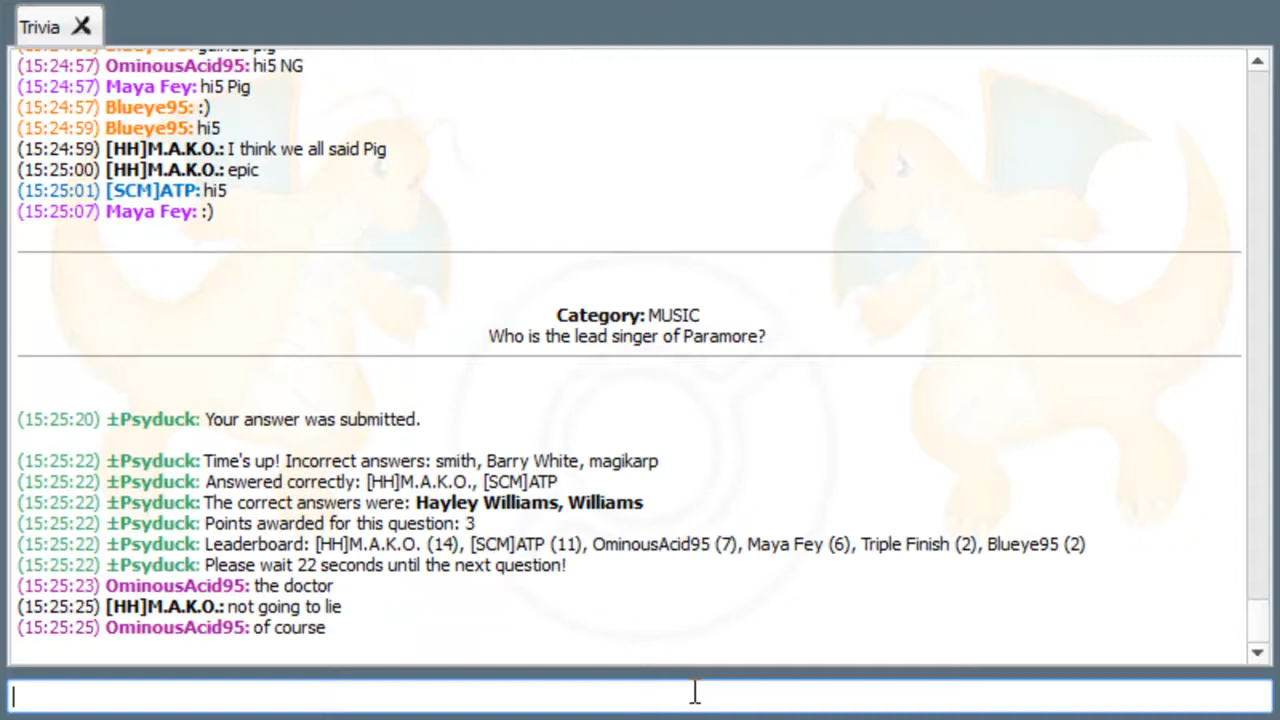 Trivia X
(15:24:57) OminousAcid95: hi5 NG
(15:24:57) Maya Fey: hi5 Pig
(15:24:57) Blueye95: :)
(15:24:59) Blueye95: hi5
(15:24:59) [HH]M.A.K.O.: I think we all said Pig
(15:25:00) [HH]M.A.K.O.: epic
(15:25:01) [SCM]ATP: hi5
(15:25:07) Maya Fey: :)
Category: MUSIC
Who is the lead singer of Paramore?
(15:25:20) ±Psyduck: Your answer was submitted.
(15:25:22) ±Psyduck: Time's up! Incorrect answers: smith, Barry White, magikarp
(15:25:22) ±Psyduck: Answered correctly: [HH]M.A.K.O., [SCM]ATP
(15:25:22) ±Psyduck: The correct answers were: Hayley Williams, Williams
(15:25:22) ±Psyduck: Points awarded for this question: 3
(15:25:22) ±Psyduck: Leaderboard: [HH]M.A.K.O. (14), [SCM]ATP (11), OminousAcid95 (7), Maya Fey (6), Triple Finish (2), Blueye95 (2)
(15:25:22) ±Psyduck: Please wait 22 seconds until the next question!
(15:25:23) OminousAcid95: the doctor
(15:25:25) [HH]M.A.K.O.: not going to lie
(15:25:25) OminousAcid95: of course